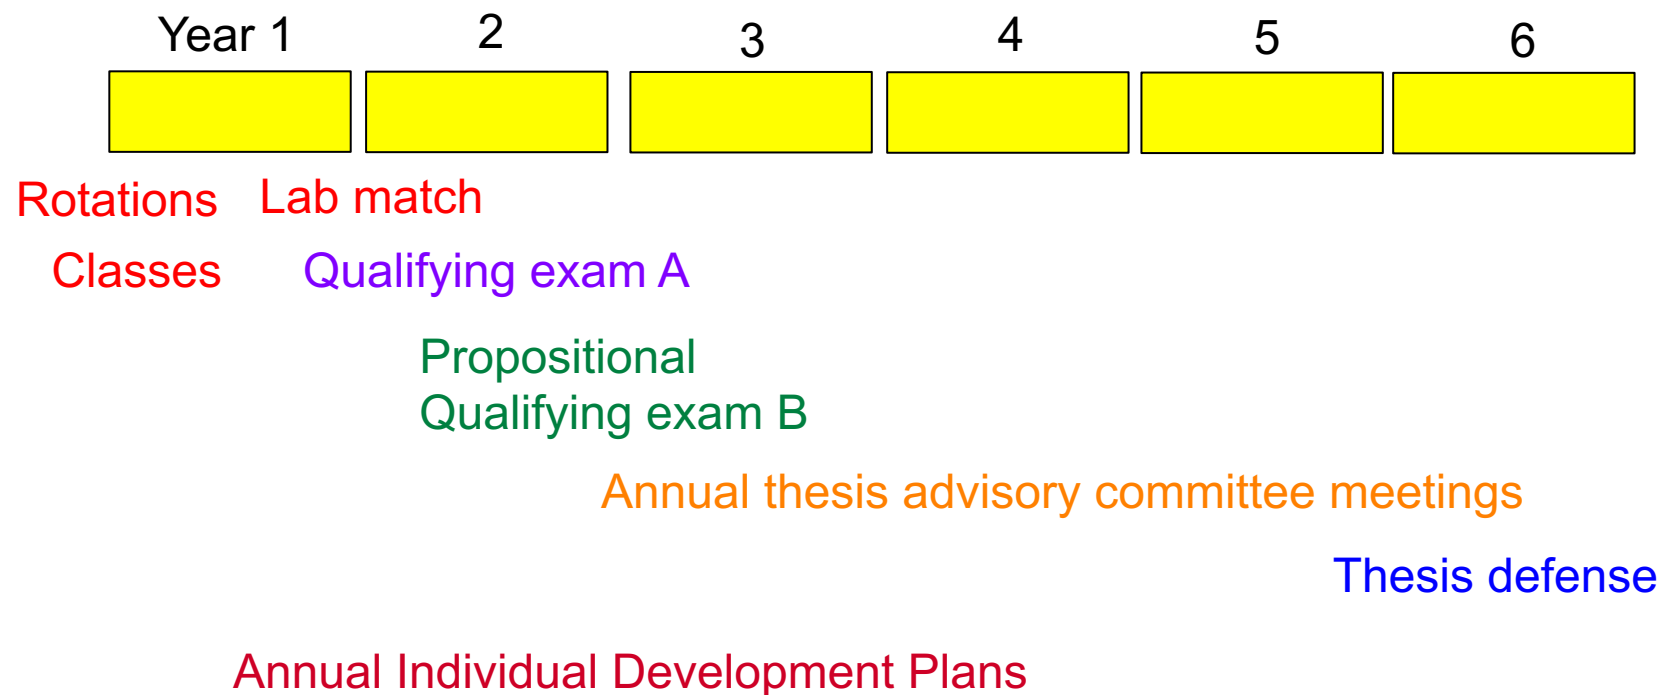 Year 1 2 3 4 5 6
Rotations Lab match
Classes Qualifying exam A
Propositional
Qualifying exam B
Annual thesis advisory committee meetings
Thesis defense
Annual Individual Development Plans